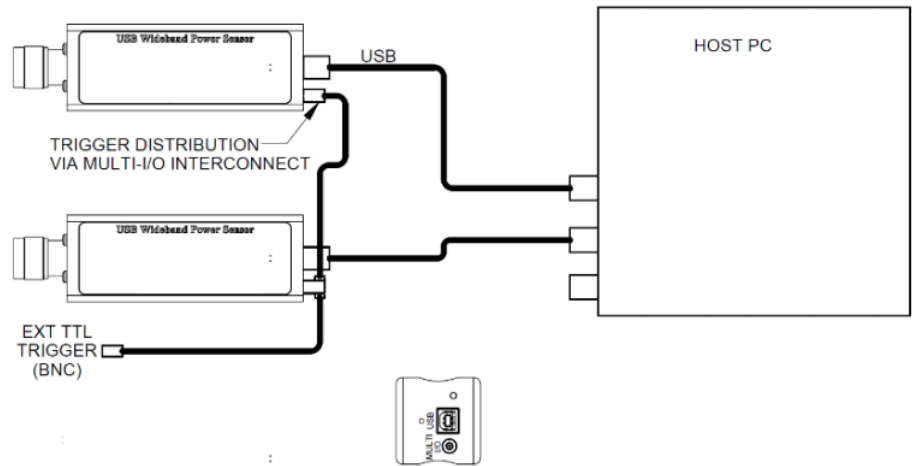 USB Wideband Power Sensor
USB
HOST PC
TRIGGER DISTRIBUTION
VIA MULTI-I/O INTERCONNECT
USB Wideband Power Sensor
EXT TTL
TRIGGER
(BNC)
USB
MULTI
I/O